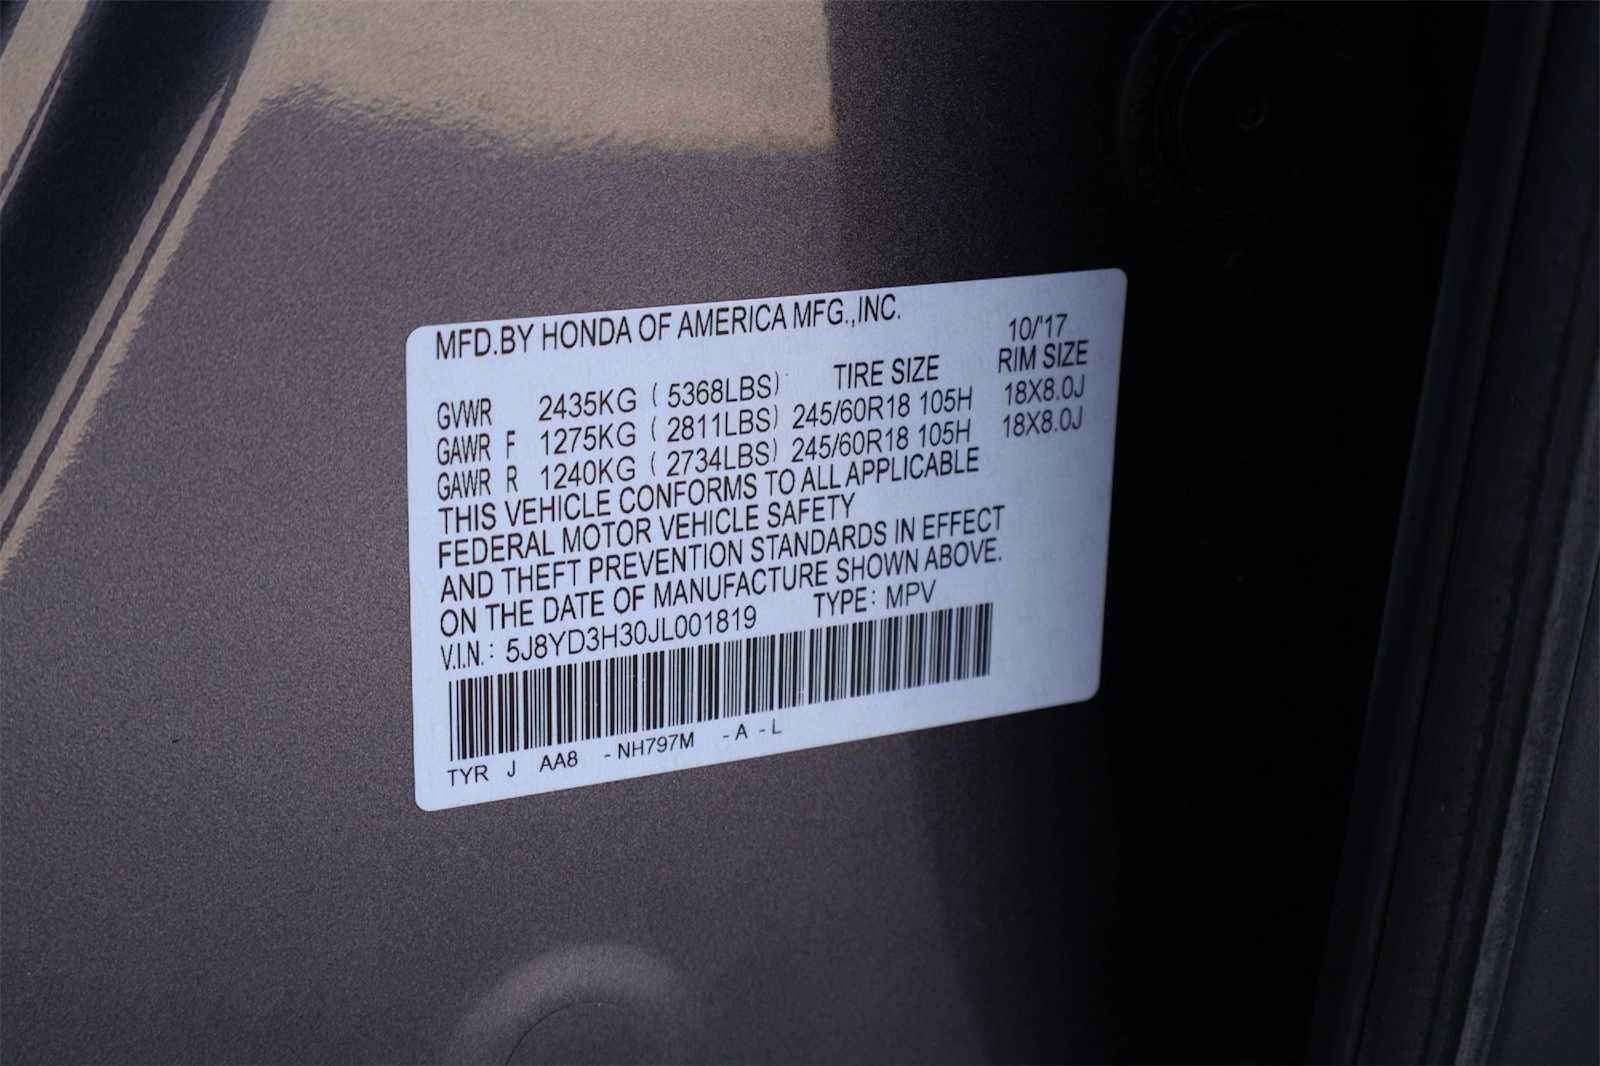 MFD.BY HONDA OF AMERICA MFG.,INC. 10/'17
TIRE SIZE RIM SIZE
GVWR 2435KG ( 5368LBS)
GAWR F 1275KG ( 2811LBS) 245/60R18 105H 18X8.0J
GAWR R 1240KG ( 2734LBS) 245/60R18 105H 18X8.0J
THIS VEHICLE CONFORMS TO ALL APPLICABLE
FEDERAL MOTOR VEHICLE SAFETY
AND THEFT PREVENTION STANDARDS IN EFFECT
ON THE DATE OF MANUFACTURE SHOWN ABOVE.
V.I.N.: 5J8YD3H30JL001819 TYPE: MPV
TYR J AA8 -NH797M -A -L